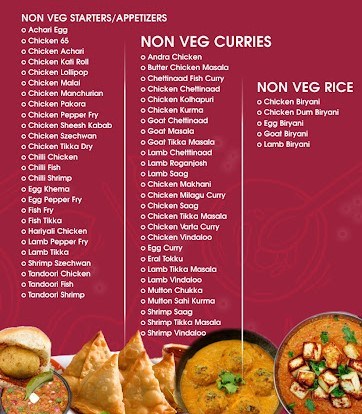 NON VEG STARTERS/APPETIZERS
o Achari Egg
o Chicken 65
o Chicken Achari
o Chicken Kati Roll
o Chicken Lollipop
o Chicken Malai
o Chicken Manchurian
o Chicken Pakora
o Chicken Pepper Fry
o Chicken Sheesh Kabab
o Chicken Szechwan
o Chicken Tikka Dry
o Chilli Chicken
o Chilli Fish
o Chilli Shrimp
o Egg Khema
o Egg Pepper Fry
o Fish Fry
o Fish Tikka
o Hariyali Chicken
o Lamb Pepper Fry
o Lamb Tikka
o Shrimp Szechwan
o Tandoori Chicken
o Tandoori Fish
o Tandoori Shrimp
NON VEG CURRIES
o Andra Chicken
o Butter Chicken Masala
o Chettinaad Fish Curry
o Chicken Chettinaad
o Chicken Kolhapuri
o Chicken Kurma
o Goat Chettinaad
o Goat Masala
o Goat Tikka Masala
o Lamb Chettinaad
o Lamb Roganjosh
o Lamb Saag
o Chicken Makhani
o Chicken Milagu Curry
o Chicken Saag
o Chicken Tikka Masala
o Chicken Varta Curry
o Chicken Vindaloo
o Egg Curry
o Eral Tokku
o Lamb Tikka Masala
o Lamb Vindaloo
o Mutton Chukka
o Mutton Sahi Kurma
o Shrimp Saag
o Shrimp Tikka Masala
o Shrimp Vindaloo
NON VEG RICE
o Chicken Biryani
o Chicken Dum Biryani
o Egg Biryani
o Goat Biryani
o Lamb Biryani